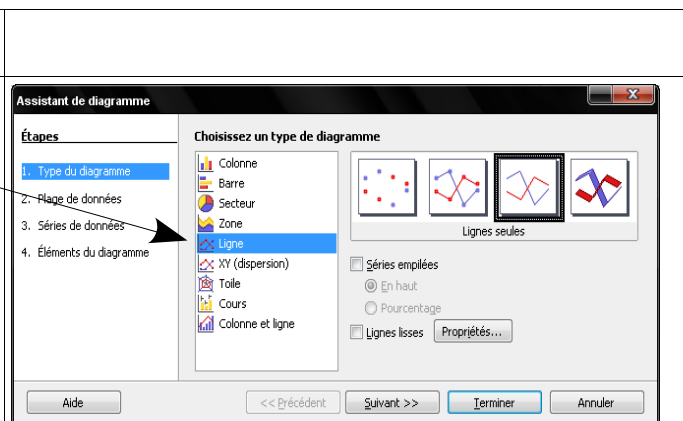 Assistant de diagramme
Étapes
1. Type du diagramme
2. Plage de données
3. Séries de données
4. Éléments du diagramme
Choisissez un type de diagramme
Colonne
Barre
Secteur
Zone
Ligne
XY (dispersion)
Toile
Cours
Colonne et ligne
Lignes seules
Séries empilées
En haut
Pourcentage
Lignes lisses
Propriétés...
Aide
<< Précédent
Suivant >>
Terminer
Annuler